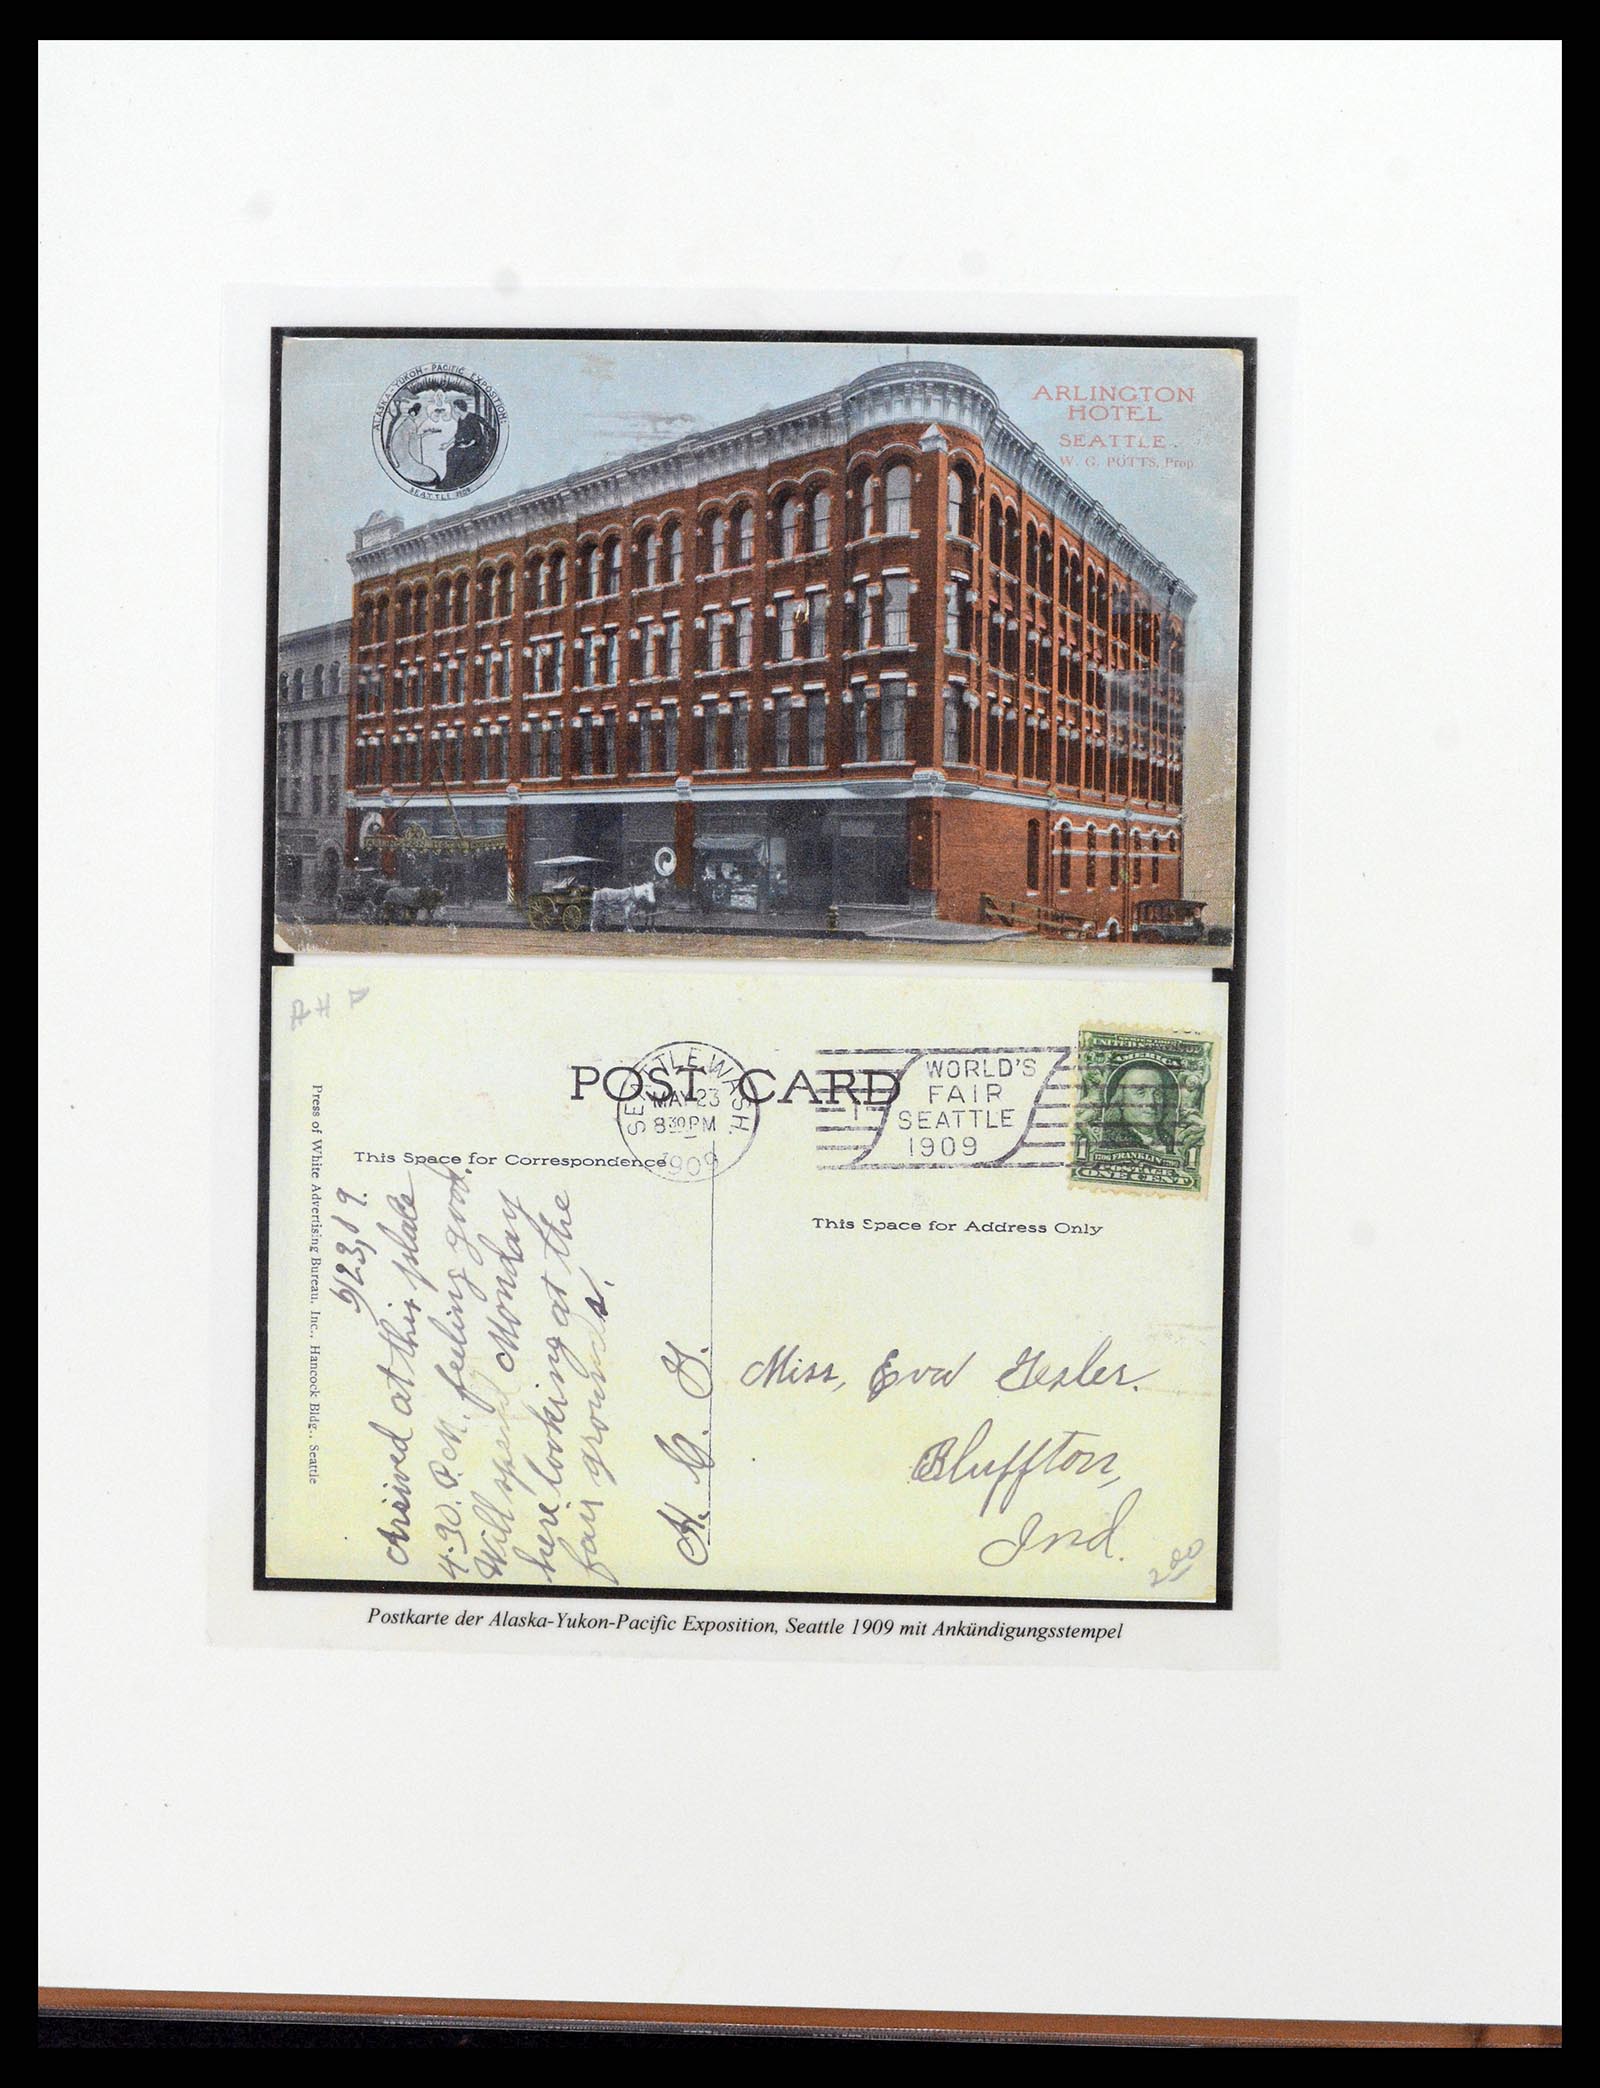 ALASKA-YUKON-PACIFIC EXPOSITION
SEATTLE 1909
ARLINGTON
HOTEL
SEATTLE.
W. G. POTTS, Prop.
POST CARD
SEATTLE, WASH.
MAY 23
8 30 PM
1909
WORLD'S
FAIR
SEATTLE
1909
UNITED STATES OF
AMERICA
1706 FRANKLIN 1790
1 POSTAGE 1
ONE CENT
This Space for Correspondence
This Space for Address Only
Press of White Advertising Bureau, Inc., Hancock Bldg., Seattle
5/23/09.
Arrived at this place
4.30. P.M. feeling good.
Will spend Monday
here looking at the
fair grounds.
H. C. G.
Miss, Eva Gesler.
Bluffton,
Ind.
200
Postkarte der Alaska-Yukon-Pacific Exposition, Seattle 1909 mit Ankündigungsstempel